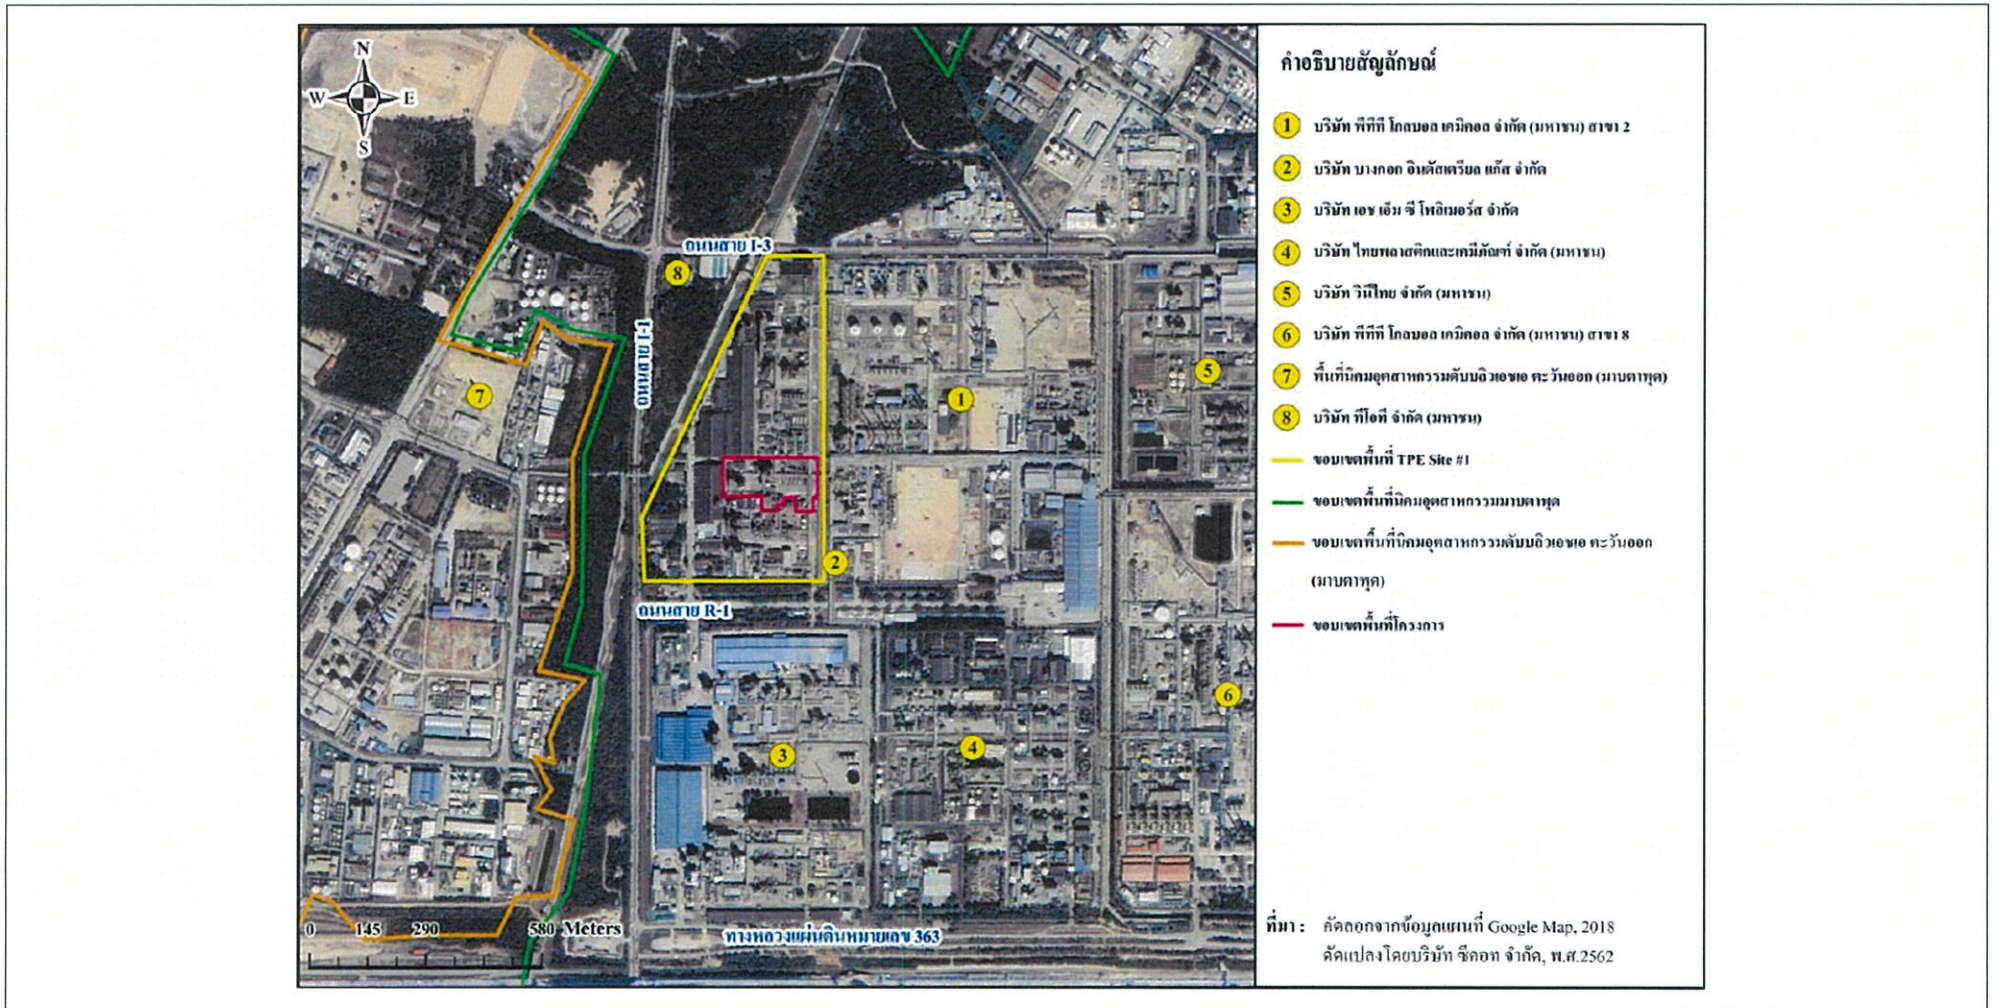 N
W E
S
ถนนสาย I-3
8
ถนนสาย I-1
5
7
1
2
ถนนสาย R-1
6
3
4
0 145 290 580 Meters
ทางหลวงแผ่นดินหมายเลข 363
คำอธิบายสัญลักษณ์
1 บริษัท พีทีที โกลบอล เคมิคอล จำกัด (มหาชน) สาขา 2
2 บริษัท บางกอก อินดัสเตรียล แก๊ส จำกัด
3 บริษัท เอช เอ็ม ซี โพลิเมอร์ส จำกัด
4 บริษัท ไทยพลาสติกและเคมีภัณฑ์ จำกัด (มหาชน)
5 บริษัท วีนิไทย จำกัด (มหาชน)
6 บริษัท พีทีที โกลบอล เคมิคอล จำกัด (มหาชน) สาขา 8
7 พื้นที่นิคมอุตสาหกรรมดับบลิวเอชเอ ตะวันออก (มาบตาพุด)
8 บริษัท ทีโอที จำกัด (มหาชน)
ขอบเขตพื้นที่ TPE Site #1
ขอบเขตพื้นที่นิคมอุตสาหกรรมมาบตาพุด
ขอบเขตพื้นที่นิคมอุตสาหกรรมดับบลิวเอชเอ ตะวันออก
(มาบตาพุด)
ขอบเขตพื้นที่โครงการ
ที่มา : คัดลอกจากข้อมูลแผนที่ Google Map, 2018
ดัดแปลงโดยบริษัท ซีคอท จำกัด, พ.ศ.2562